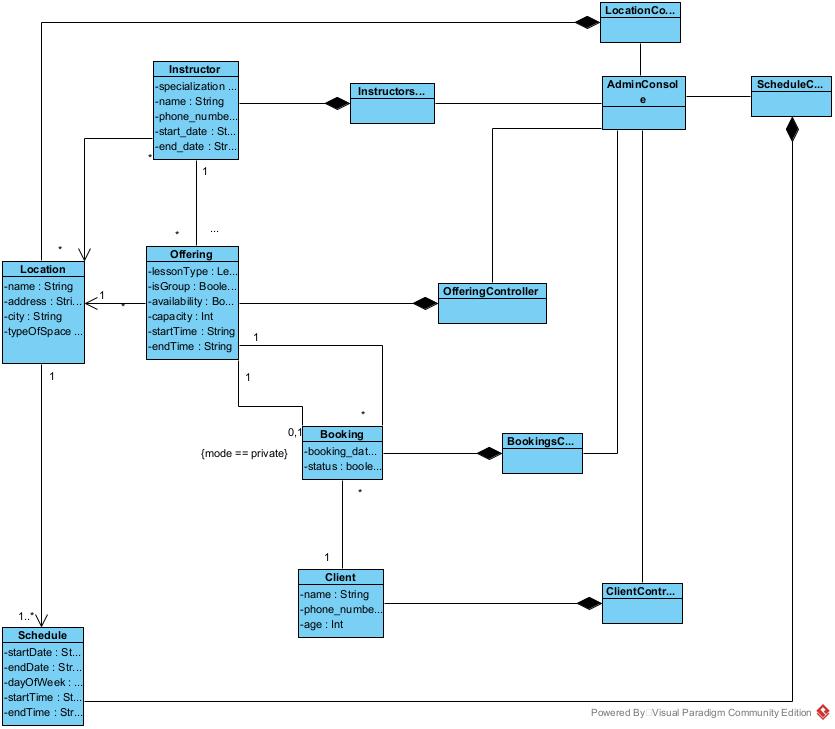 LocationCo...
Instructor
-specialization ...
-name : String
-phone_numbe...
-start_date : St...
-end_date : Str...
Instructors...
AdminConsol
e
ScheduleC...
*
1
*
...
*
Offering
-lessonType : Le...
-isGroup : Boole...
-availability : Bo...
-capacity : Int
-startTime : String
-endTime : String
Location
-name : String
-address : Stri...
-city : String
-typeOfSpace ...
1
*
OfferingController
1
1
1
*
0,1
{mode == private}
Booking
-booking_dat...
-status : boole...
BookingsC...
*
1
Client
-name : String
-phone_numbe...
-age : Int
ClientContr...
1..*
Schedule
-startDate : St...
-endDate : Str...
-dayOfWeek : ...
-startTime : St...
-endTime : Str...
Powered By Visual Paradigm Community Edition